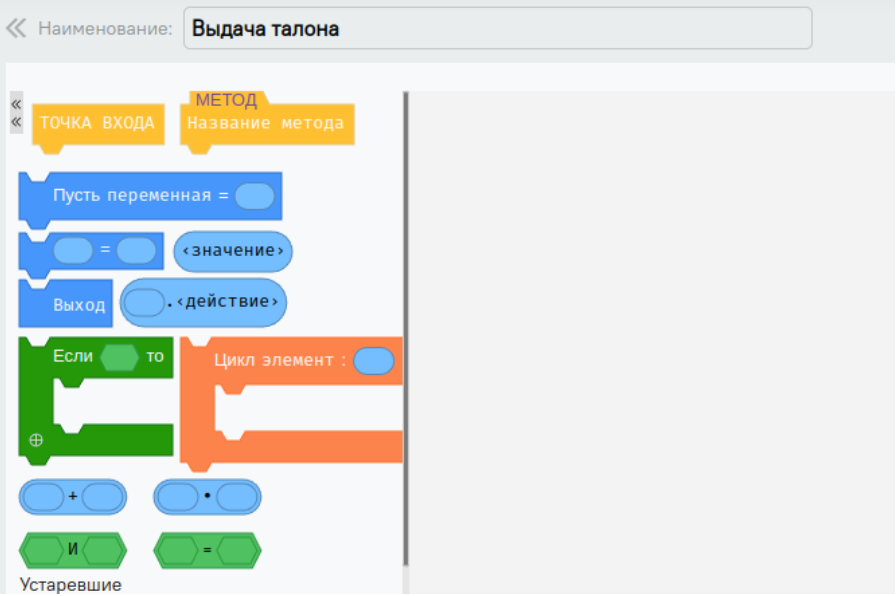 Наименование: Выдача талона
ТОЧКА ВХОДА
МЕТОД
Название метода
Пусть переменная =
= ‹значение›
Выход .‹действие›
Если то
Цикл элемент :
+ •
И =
Устаревшие